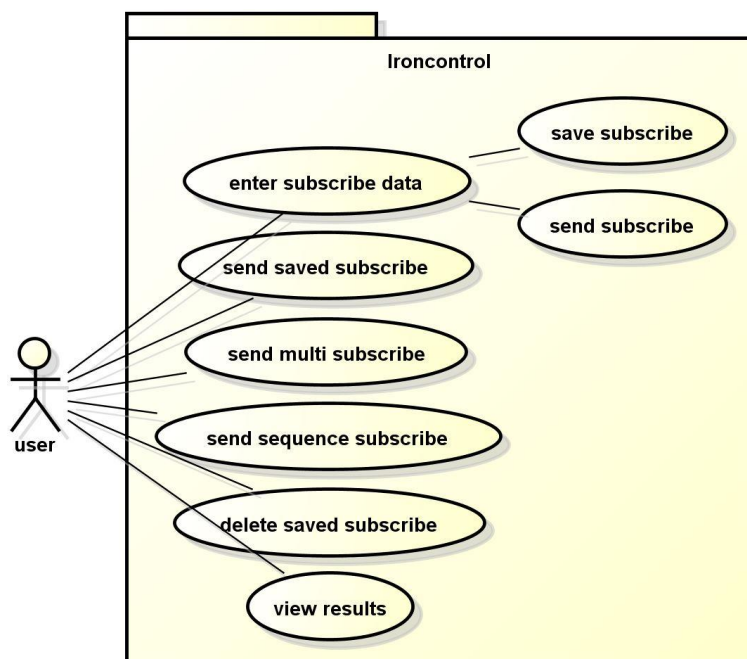 Ironcontrol
save subscribe
enter subscribe data
send subscribe
send saved subscribe
send multi subscribe
user
send sequence subscribe
delete saved subscribe
view results